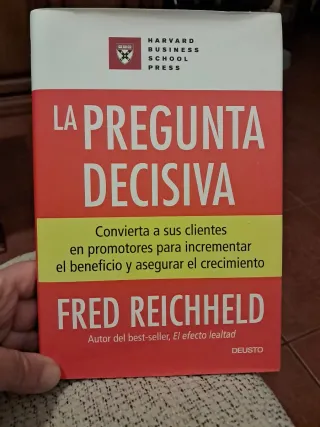 HARVARD
BUSINESS
SCHOOL
PRESS
LA PREGUNTA
DECISIVA
Convierta a sus clientes
en promotores para incrementar
el beneficio y asegurar el crecimiento
FRED REICHHELD
Autor del best-seller, El efecto lealtad
DEUSTO